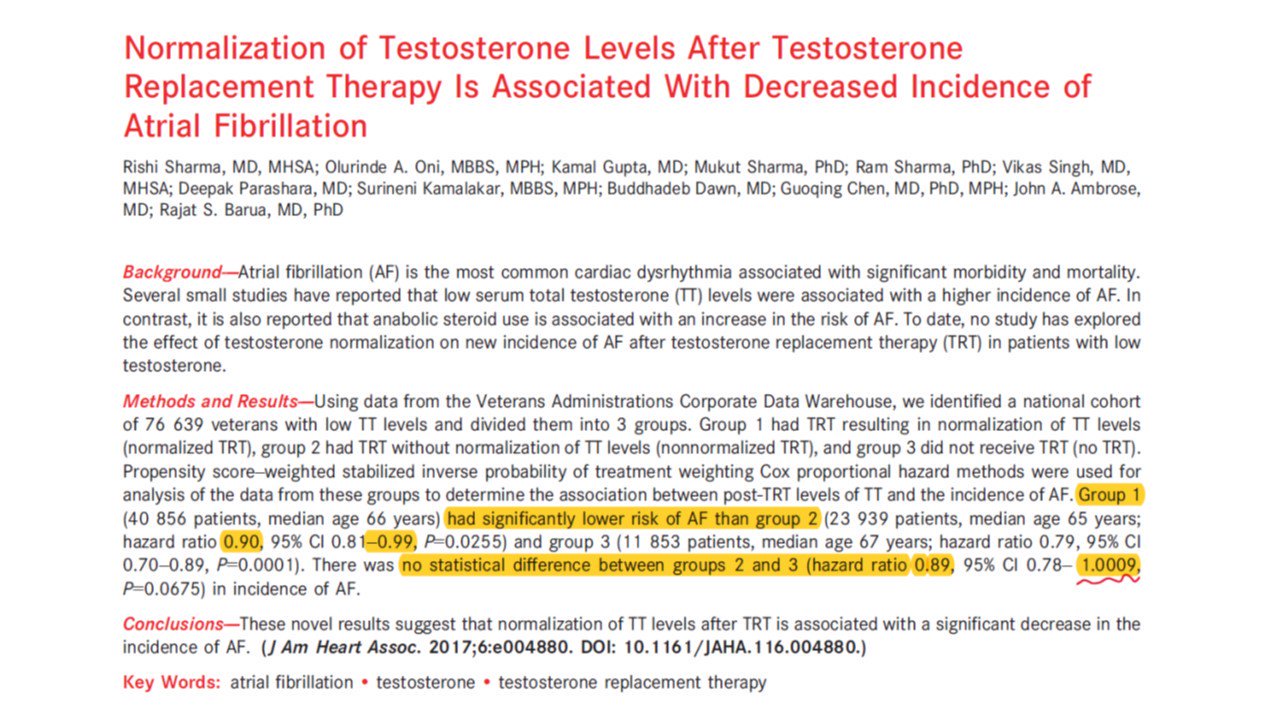 Normalization of Testosterone Levels After Testosterone
Replacement Therapy Is Associated With Decreased Incidence of
Atrial Fibrillation
Rishi Sharma, MD, MHSA; Olurinde A. Oni, MBBS, MPH; Kamal Gupta, MD; Mukut Sharma, PhD; Ram Sharma, PhD; Vikas Singh, MD,
MHSA; Deepak Parashara, MD; Surineni Kamalakar, MBBS, MPH; Buddhadeb Dawn, MD; Guoqing Chen, MD, PhD, MPH; John A. Ambrose,
MD; Rajat S. Barua, MD, PhD
Background—Atrial fibrillation (AF) is the most common cardiac dysrhythmia associated with significant morbidity and mortality.
Several small studies have reported that low serum total testosterone (TT) levels were associated with a higher incidence of AF. In
contrast, it is also reported that anabolic steroid use is associated with an increase in the risk of AF. To date, no study has explored
the effect of testosterone normalization on new incidence of AF after testosterone replacement therapy (TRT) in patients with low
testosterone.
Methods and Results—Using data from the Veterans Administrations Corporate Data Warehouse, we identified a national cohort
of 76 639 veterans with low TT levels and divided them into 3 groups. Group 1 had TRT resulting in normalization of TT levels
(normalized TRT), group 2 had TRT without normalization of TT levels (nonnormalized TRT), and group 3 did not receive TRT (no TRT).
Propensity score–weighted stabilized inverse probability of treatment weighting Cox proportional hazard methods were used for
analysis of the data from these groups to determine the association between post-TRT levels of TT and the incidence of AF. Group 1
(40 856 patients, median age 66 years) had significantly lower risk of AF than group 2 (23 939 patients, median age 65 years;
hazard ratio 0.90, 95% CI 0.81–0.99, P=0.0255) and group 3 (11 853 patients, median age 67 years; hazard ratio 0.79, 95% CI
0.70–0.89, P=0.0001). There was no statistical difference between groups 2 and 3 (hazard ratio 0.89, 95% CI 0.78– 1.0009,
P=0.0675) in incidence of AF.
Conclusions—These novel results suggest that normalization of TT levels after TRT is associated with a significant decrease in the
incidence of AF. (J Am Heart Assoc. 2017;6:e004880. DOI: 10.1161/JAHA.116.004880.)
Key Words: atrial fibrillation • testosterone • testosterone replacement therapy